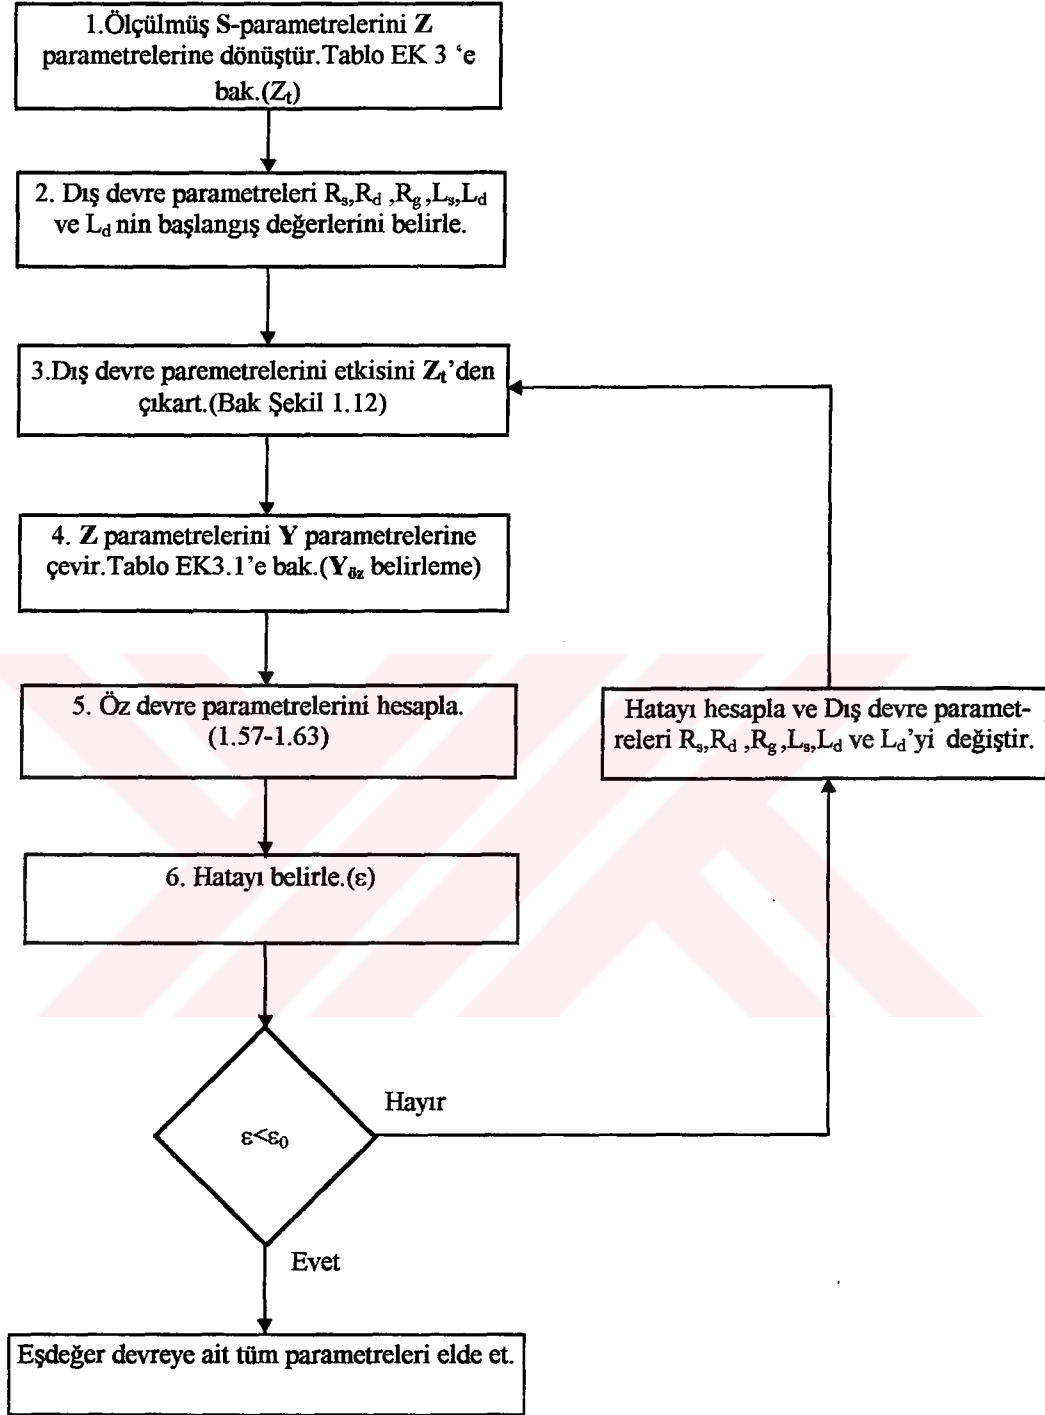 1.Ölçülmüş S-parametrelerini Z
parametrelerine dönüştür.Tablo EK 3 ‘e
bak.(Zt)
2. Dış devre parametreleri Rs,Rd ,Rg,Ls,Ld
ve Ld nin başlangış değerlerini belirle.
3.Dış devre paremetrelerini etkisini Zt’den
çıkart.(Bak Şekil 1.12)
4. Z parametrelerini Y parametrelerine
çevir.Tablo EK3.1’e bak.(Yöz belirleme)
5. Öz devre parametrelerini hesapla.
(1.57-1.63)
Hatayı hesapla ve Dış devre paramet-
releri Rs,Rd ,Rg,Ls,Ld ve Ld’yi değiştir.
6. Hatayı belirle.(ε)
Hayır
ε<ε0
Evet
Eşdeğer devreye ait tüm parametreleri elde et.